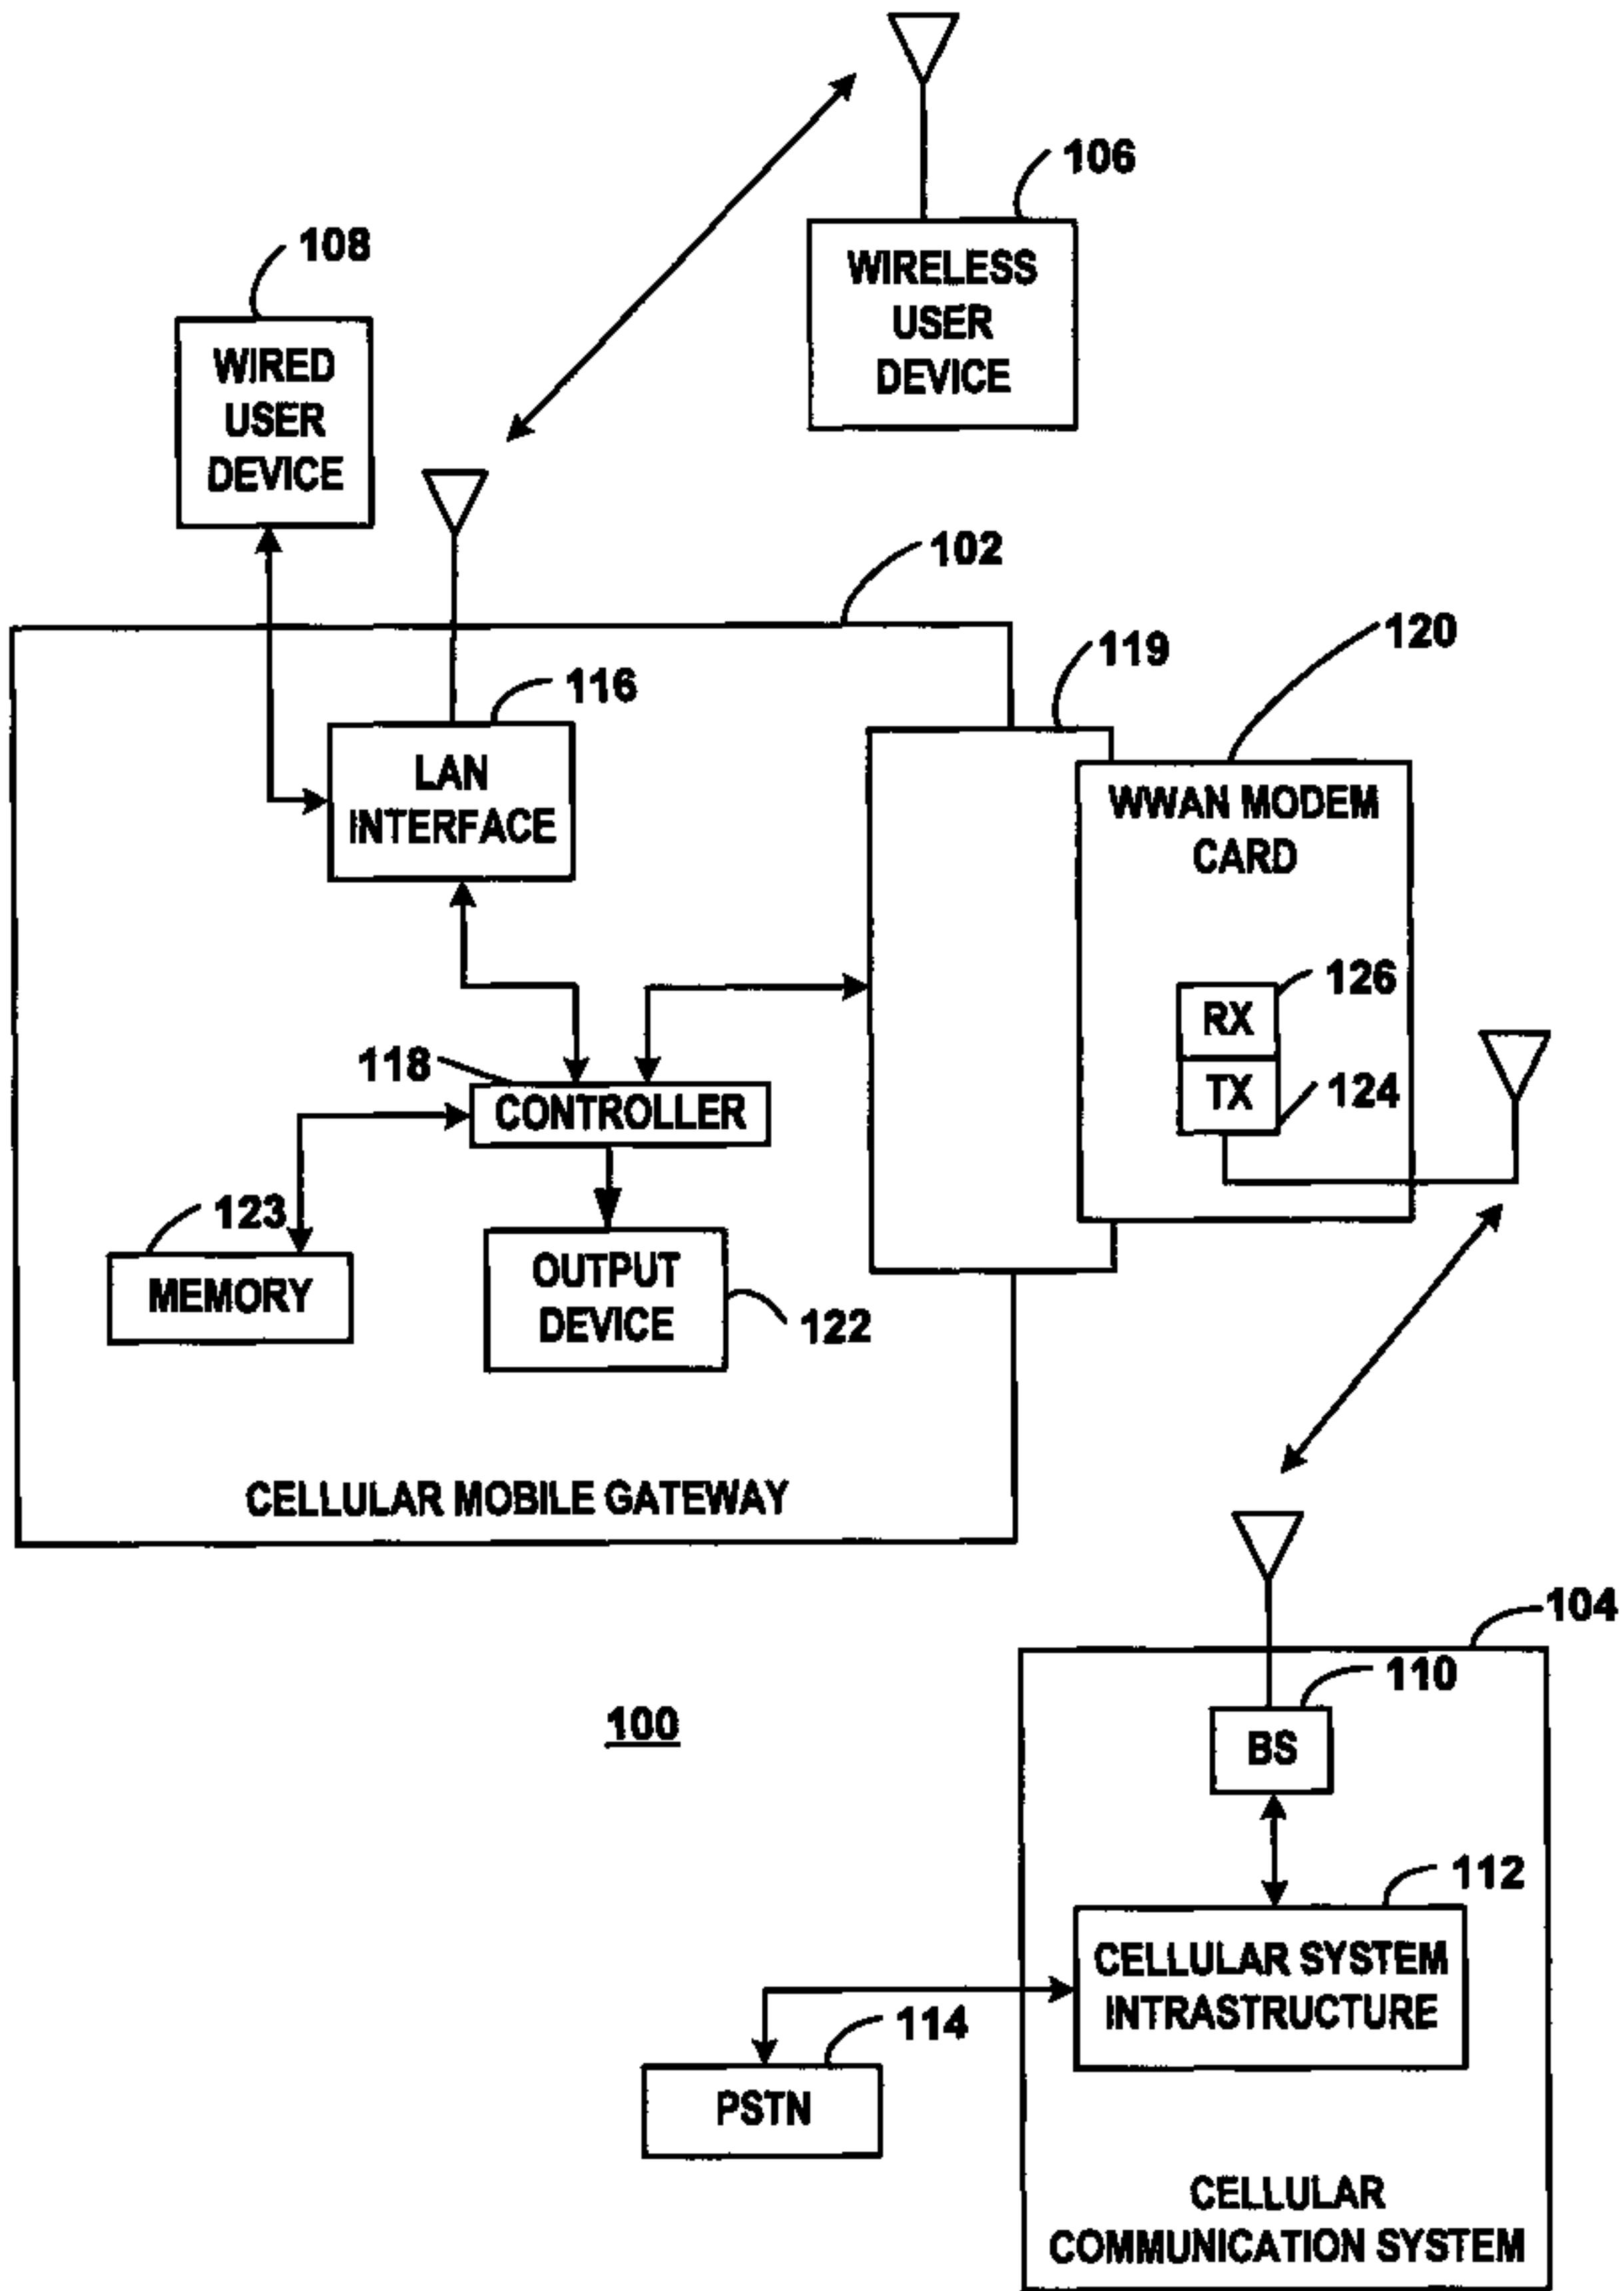 106
WIRELESS
USER
DEVICE
108
WIRED
USER
DEVICE
102
119
120
116
LAN
INTERFACE
WWAN MODEM
CARD
126
RX
118
CONTROLLER
TX
124
123
MEMORY
OUTPUT
DEVICE
122
CELLULAR MOBILE GATEWAY
104
110
100
BS
112
CELLULAR SYSTEM
INTRASTRUCTURE
114
PSTN
CELLULAR
COMMUNICATION SYSTEM